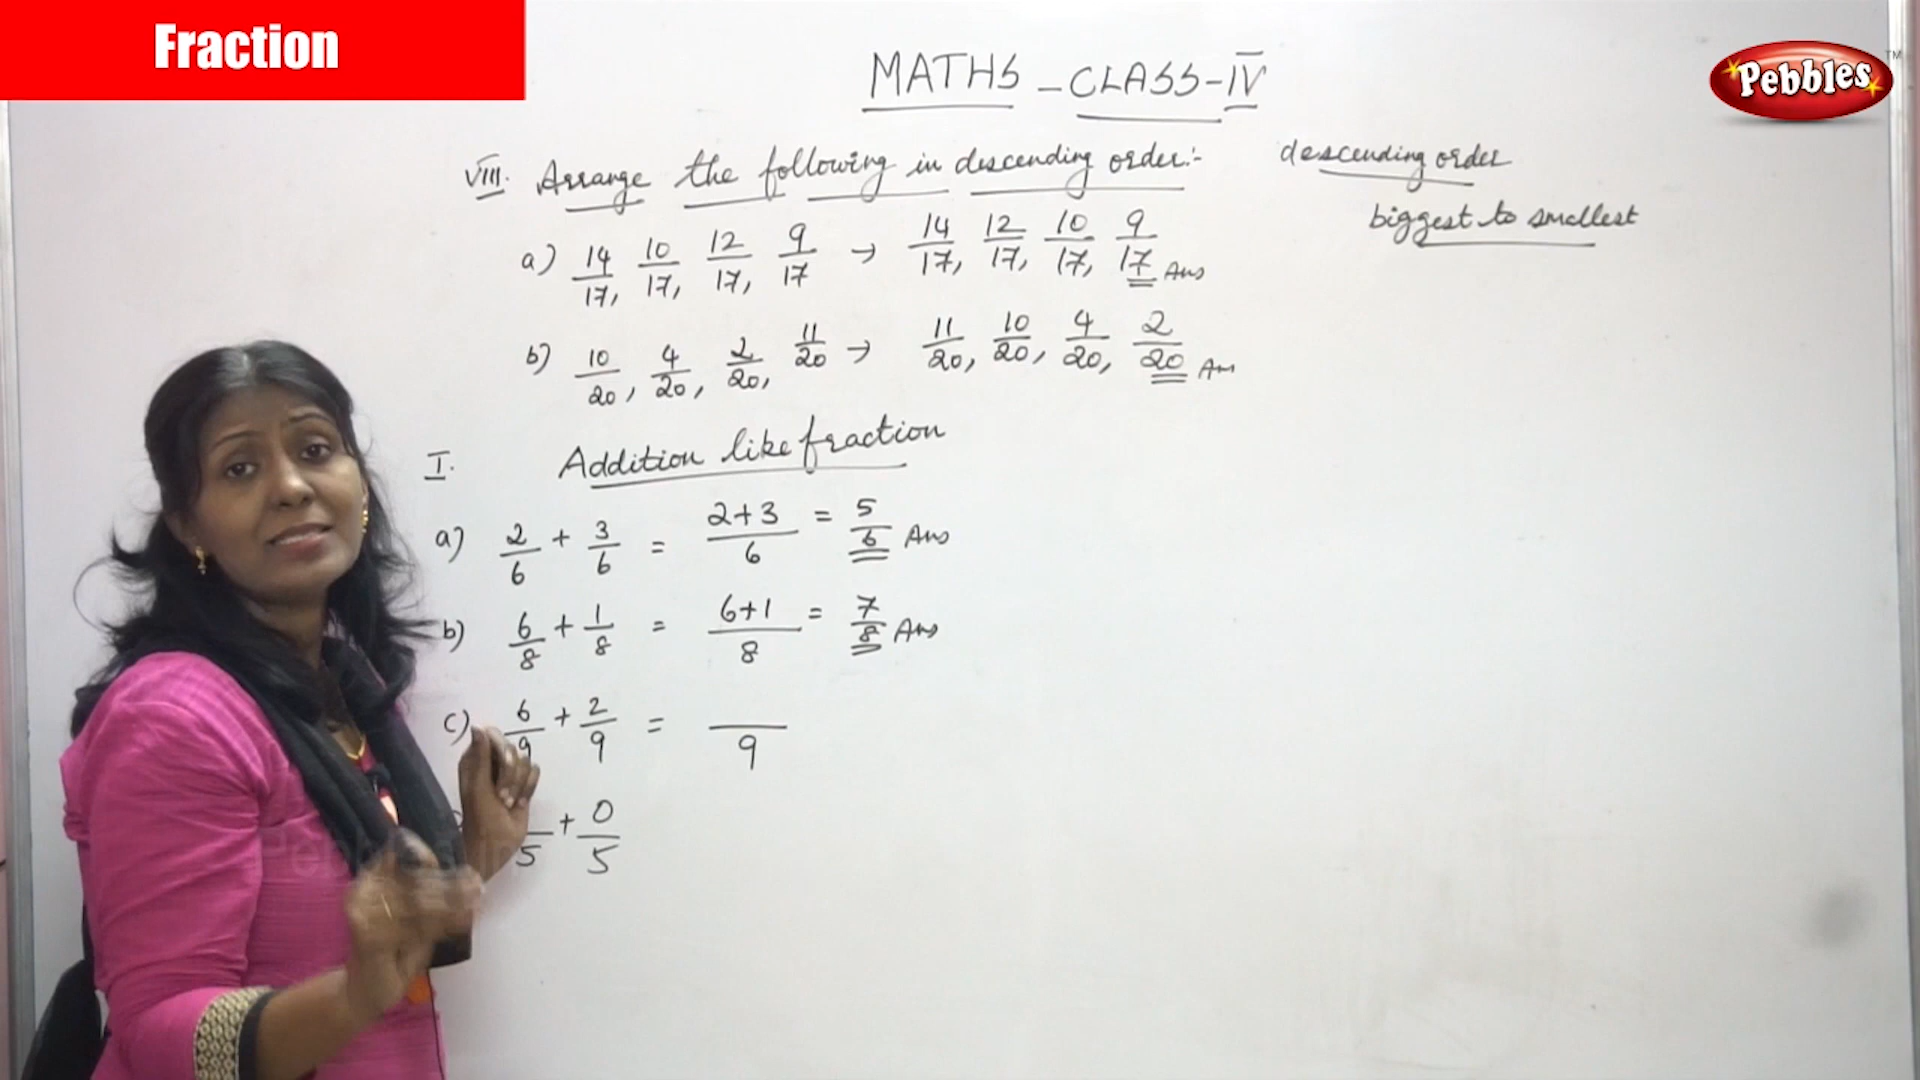 Fraction
Pebbles™
MATHS - CLASS-IV
VIII. Arrange the following in descending order:-
descending order
biggest to smallest
a) 14/17, 10/17, 12/17, 9/17 → 14/17, 12/17, 10/17, 9/17 Ans
b) 10/20, 4/20, 2/20, 11/20 → 11/20, 10/20, 4/20, 2/20 Ans
I. Addition like fraction
a) 2/6 + 3/6 = 2+3/6 = 5/6 Ans
b) 6/8 + 1/8 = 6+1/8 = 7/8 Ans
c) 6/9 + 2/9 = /9
/5 + 0/5